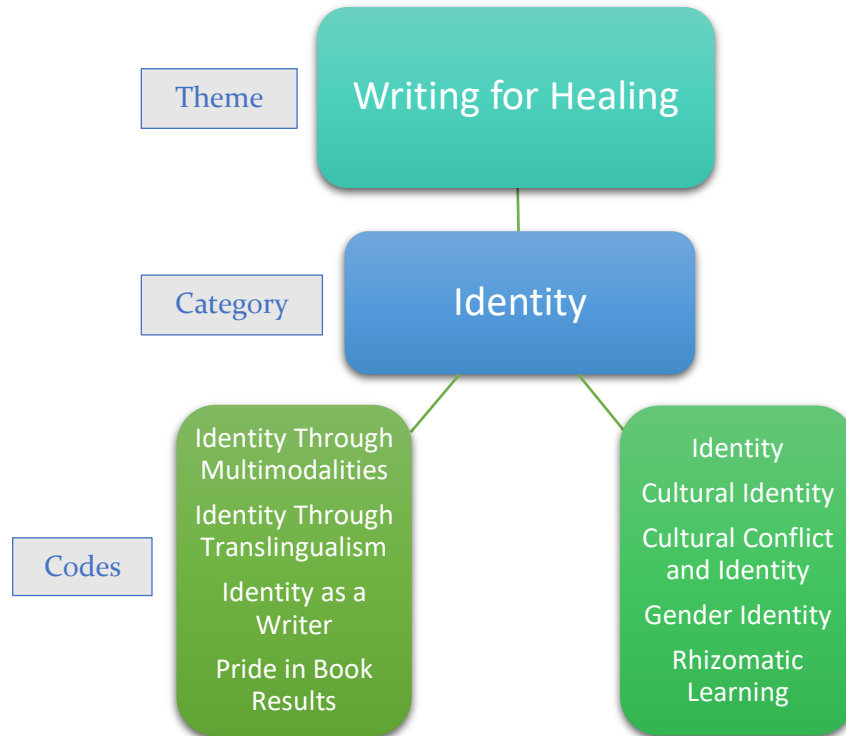 Theme
Writing for Healing
Category
Identity
Codes
Identity Through
Multimodalities
Identity Through
Translingualism
Identity as a
Writer
Pride in Book
Results
Identity
Cultural Identity
Cultural Conflict
and Identity
Gender Identity
Rhizomatic
Learning